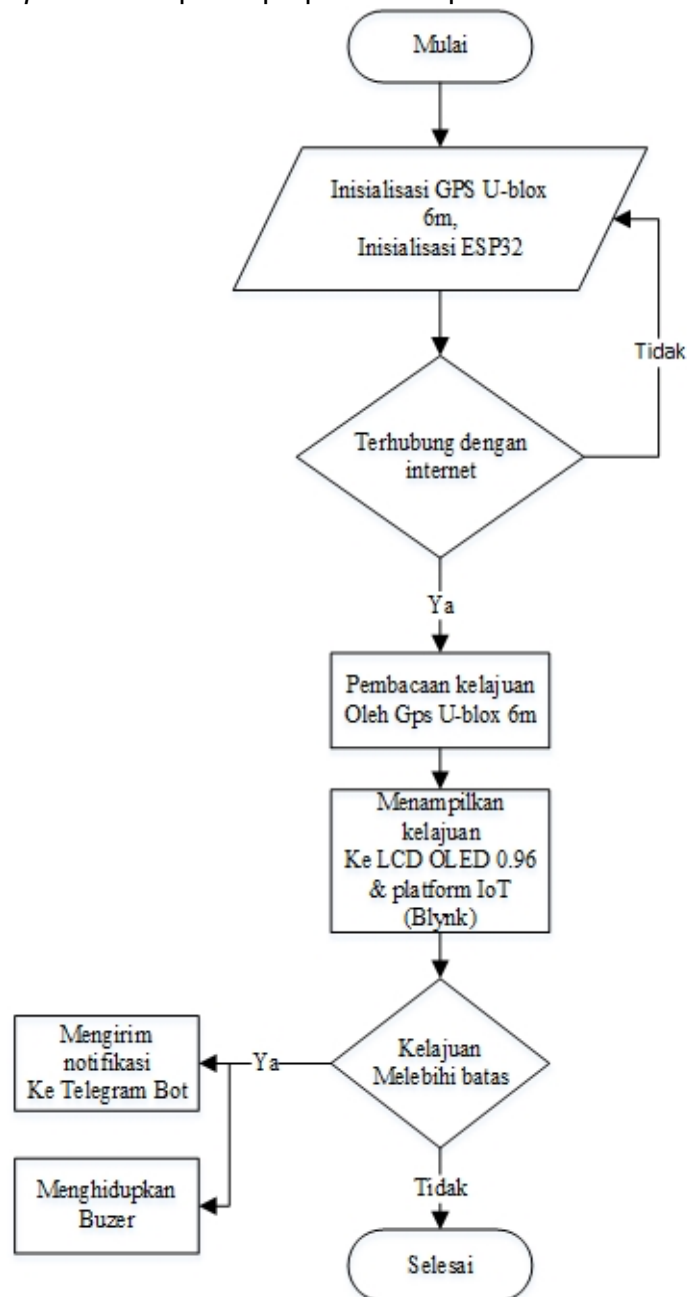 Mulai
Inisialisasi GPS U-blox
6m,
Inisialisasi ESP32
Tidak
Terhubung dengan
internet
Ya
Pembacaan kelajuan
Oleh Gps U-blox 6m
Menampilkan
kelajuan
Ke LCD OLED 0.96
& platform IoT
(Blynk)
Kelajuan
Melebihi batas
Ya
Mengirim
notifikasi
Ke Telegram Bot
Menghidupkan
Buzer
Tidak
Selesai